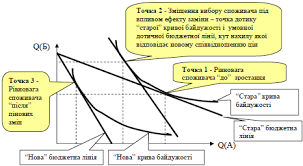 Q(Б)
Точка 2 - Зміщення вибору споживача під
впливом ефекту заміни – точка дотику
"старої" кривої байдужості і умовної
дотичної бюджетної лінії, кут нахилу якої
відповідає новому співвідношенню цін
Точка 3 -
Рівновага
споживача
"після"
цінових
змін
Точка 1 - Рівновага
споживача "до" зростання
"Стара" крива
байдужості
"Стара" бюджетна
лінія
Q(А)
"Нова" бюджетна лінія
"Нова" крива байдужості